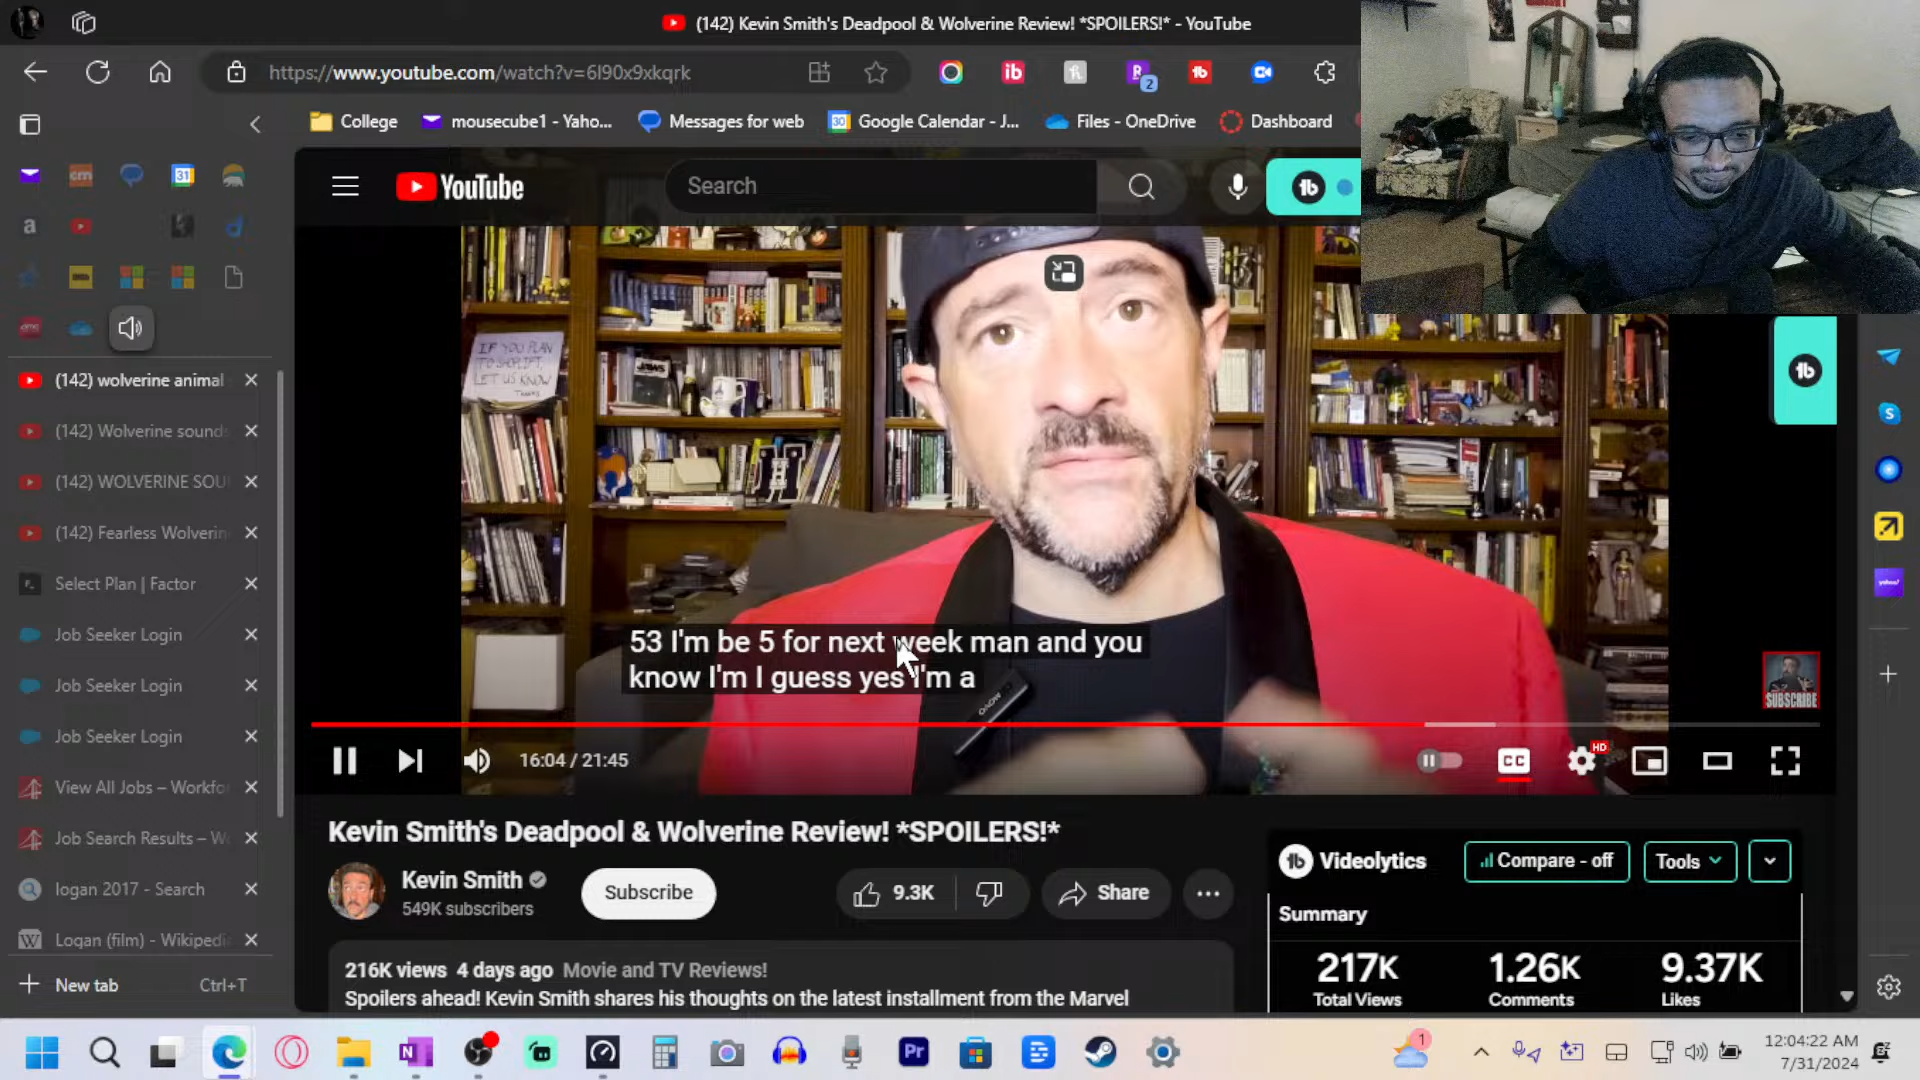 (142) Kevin Smith's Deadpool & Wolverine Review! *SPOILERS!* - YouTube
https://www.youtube.com/watch?v=6l90x9xkqrk
2
College
mousecube1 - Yaho...
Messages for web
Google Calendar - J...
Files - OneDrive
Dashboard
YouTube
Search
(142) wolverine animal
(142) Wolverine sound
(142) WOLVERINE SOU
(142) Fearless Wolverin
Select Plan | Factor
Job Seeker Login
Job Seeker Login
Job Seeker Login
View All Jobs – Workfo
Job Search Results – W
logan 2017 - Search
Logan (film) - Wikipedi
New tab
Ctrl+T
IF YOU PLAN
TO SHOPLIFT,
LET US KNOW
THANKS
JAWS
53 I'm be 5 for next week man and you
know I'm I guess yes I'm a
SUBSCRIBE
16:04 / 21:45
CC
HD
Kevin Smith's Deadpool & Wolverine Review! *SPOILERS!*
Kevin Smith
549K subscribers
Subscribe
9.3K
Share
216K views 4 days ago Movie and TV Reviews!
Spoilers ahead! Kevin Smith shares his thoughts on the latest installment from the Marvel
Videolytics
Compare - off
Tools
Summary
217K
1.26K
9.37K
Total Views
Comments
Likes
Pr
1
12:04:22 AM
7/31/2024